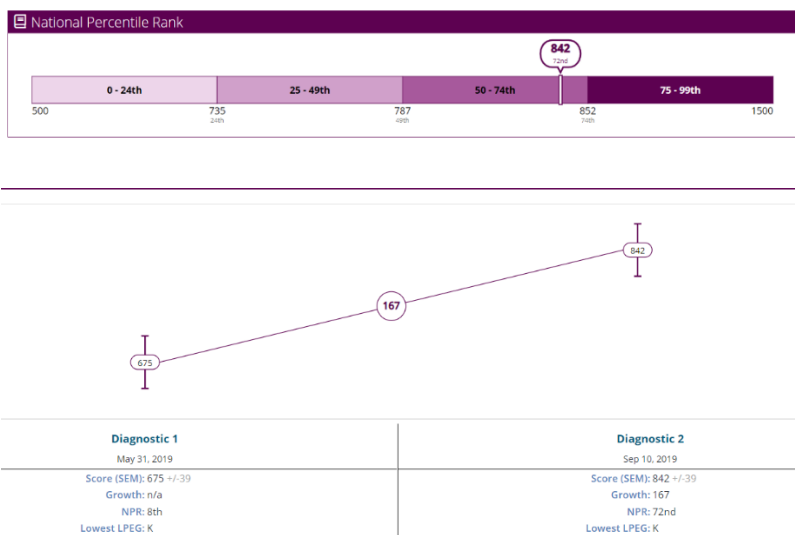 National Percentile Rank
842
72nd
0 - 24th 25 - 49th 50 - 74th 75 - 99th
500 735 787 852 1500
24th 49th 74th
842
167
675
Diagnostic 1 Diagnostic 2
May 31, 2019 Sep 10, 2019
Score (SEM): 675 +/-39 Score (SEM): 842 +/-39
Growth: n/a Growth: 167
NPR: 8th NPR: 72nd
Lowest LPEG: K Lowest LPEG: K